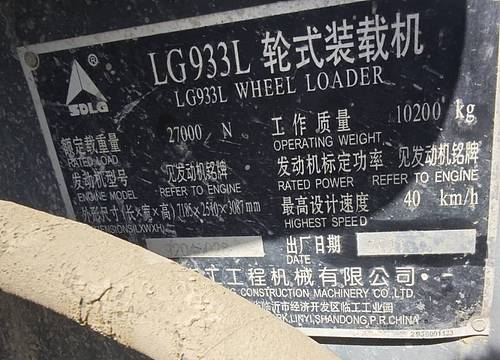 LG933L 轮式装载机
®
SDLG
LG933L WHEEL LOADER
额定载重量 27000 N 工作质量 10200 kg
RATED LOAD OPERATING WEIGHT
发动机型号 见发动机铭牌 发动机标定功率 见发动机铭牌
ENGINE MODEL REFER TO ENGINE RATED POWER REFER TO ENGINE
外形尺寸(长×宽×高) mm 最高设计速度 40 km/h
DIMENSIONS(LXWXH) HIGHEST SPEED
出厂日期
DATE
工程机械有限公司
CONSTRUCTION MACHINERY CO.LTD.
临沂市经济开发区临工工业园
LINYI,SHANDONG,P.R.CHINA